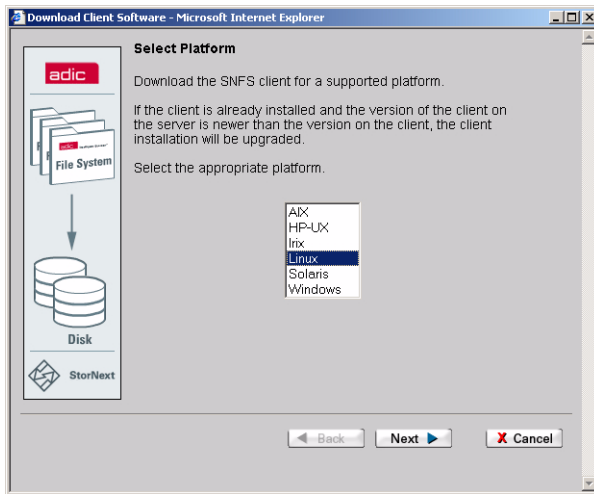 Download Client Software - Microsoft Internet Explorer
adic
File System
Disk
StorNext
Select Platform
Download the SNFS client for a supported platform.
If the client is already installed and the version of the client on
the server is newer than the version on the client, the client
installation will be upgraded.
Select the appropriate platform.
AIX
HP-UX
Irix
Linux
Solaris
Windows
Back
Next
X Cancel